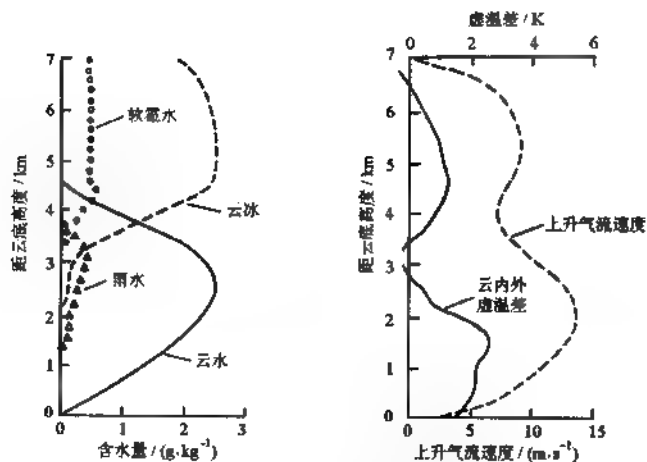 7
6
5
4
3
2
1
0
距云底高度/km
软雹水
云冰
雨水
云水
0
1
2
3
含水量/(g·kg⁻¹)
虚温差/K
0
2
4
6
7
6
5
4
3
2
1
0
距云底高度/km
上升气流速度
云内外
虚温差
0
5
10
15
上升气流速度/(m·s⁻¹)